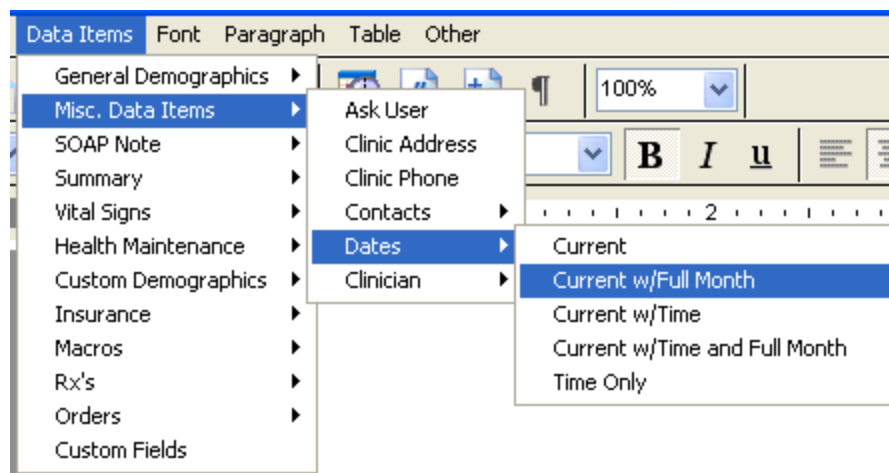 Data Items Font Paragraph Table Other
General Demographics
Misc. Data Items
SOAP Note
Summary
Vital Signs
Health Maintenance
Custom Demographics
Insurance
Macros
Rx's
Orders
Custom Fields
Ask User
Clinic Address
Clinic Phone
Contacts
Dates
Clinician
Current
Current w/Full Month
Current w/Time
Current w/Time and Full Month
Time Only
100%
B I u
2